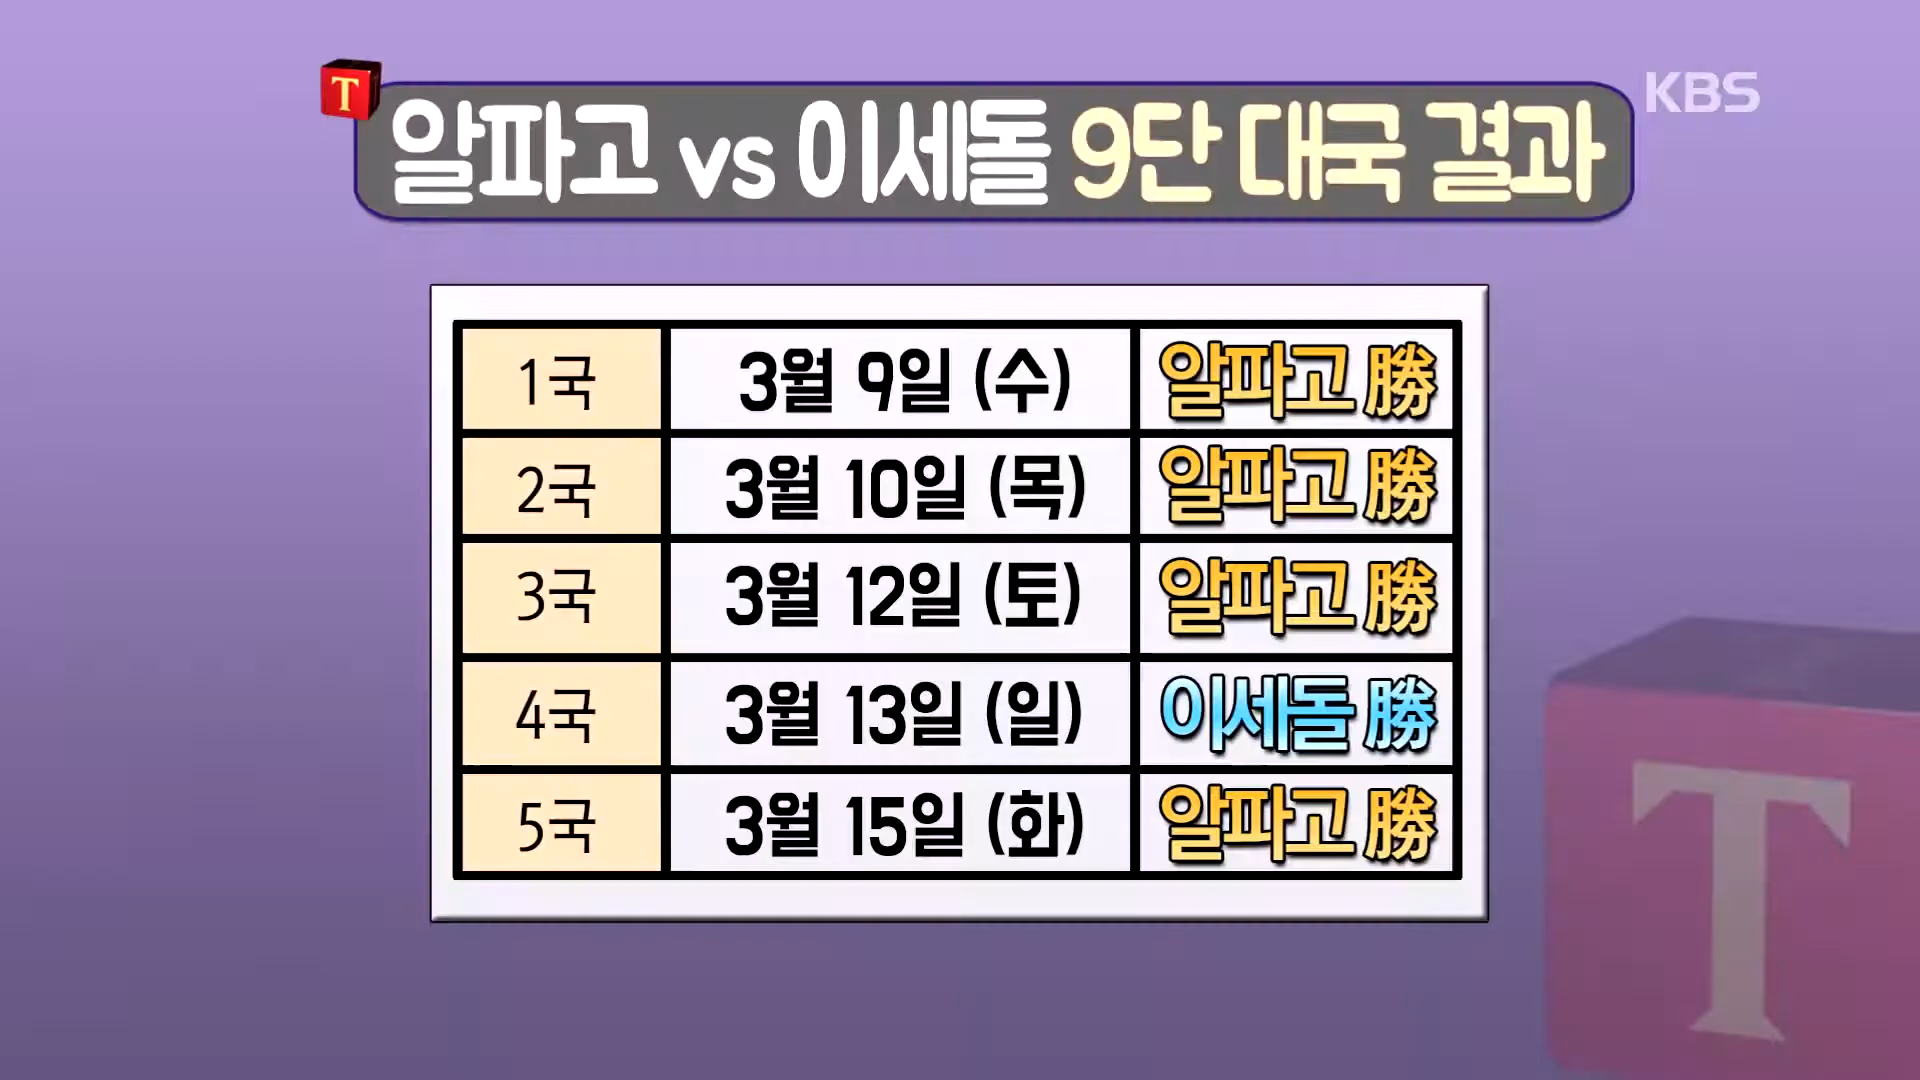 T
알파고 vs 이세돌 9단 대국 결과
KBS
1국 3월 9일 (수) 알파고 勝
2국 3월 10일 (목) 알파고 勝
3국 3월 12일 (토) 알파고 勝
4국 3월 13일 (일) 이세돌 勝
5국 3월 15일 (화) 알파고 勝
T